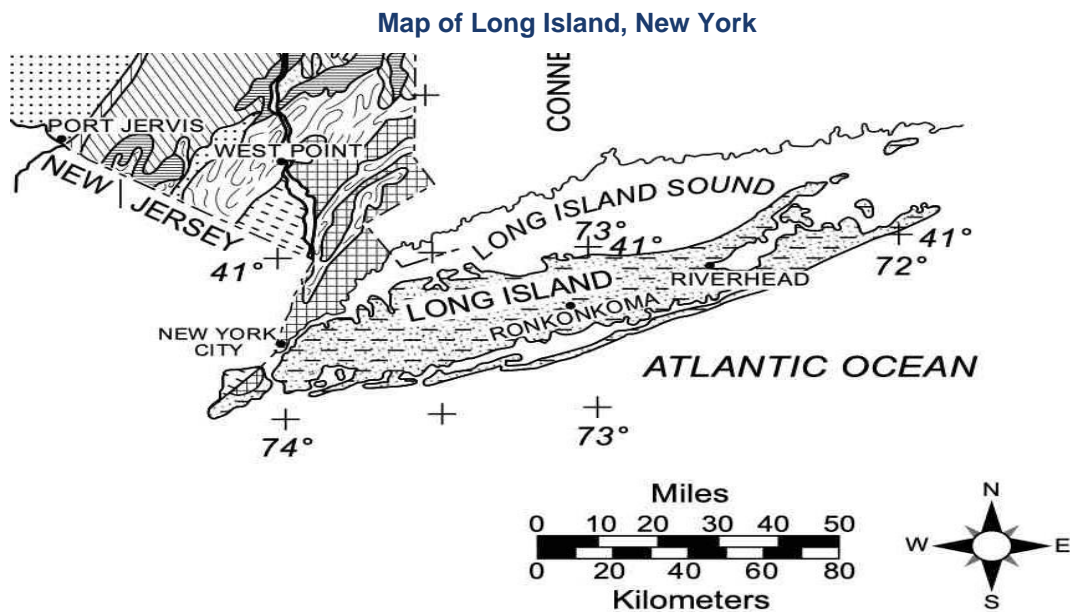 Map of Long Island, New York
CONNE
PORT JERVIS
WEST POINT
NEW
JERSEY
LONG ISLAND SOUND
73°
41°
41°
41°
72°
RIVERHEAD
LONG ISLAND
RONKONKOMA
NEW YORK
CITY
ATLANTIC OCEAN
74°
73°
Miles
0 10 20 30 40 50
0 20 40 60 80
Kilometers
N
W E
S